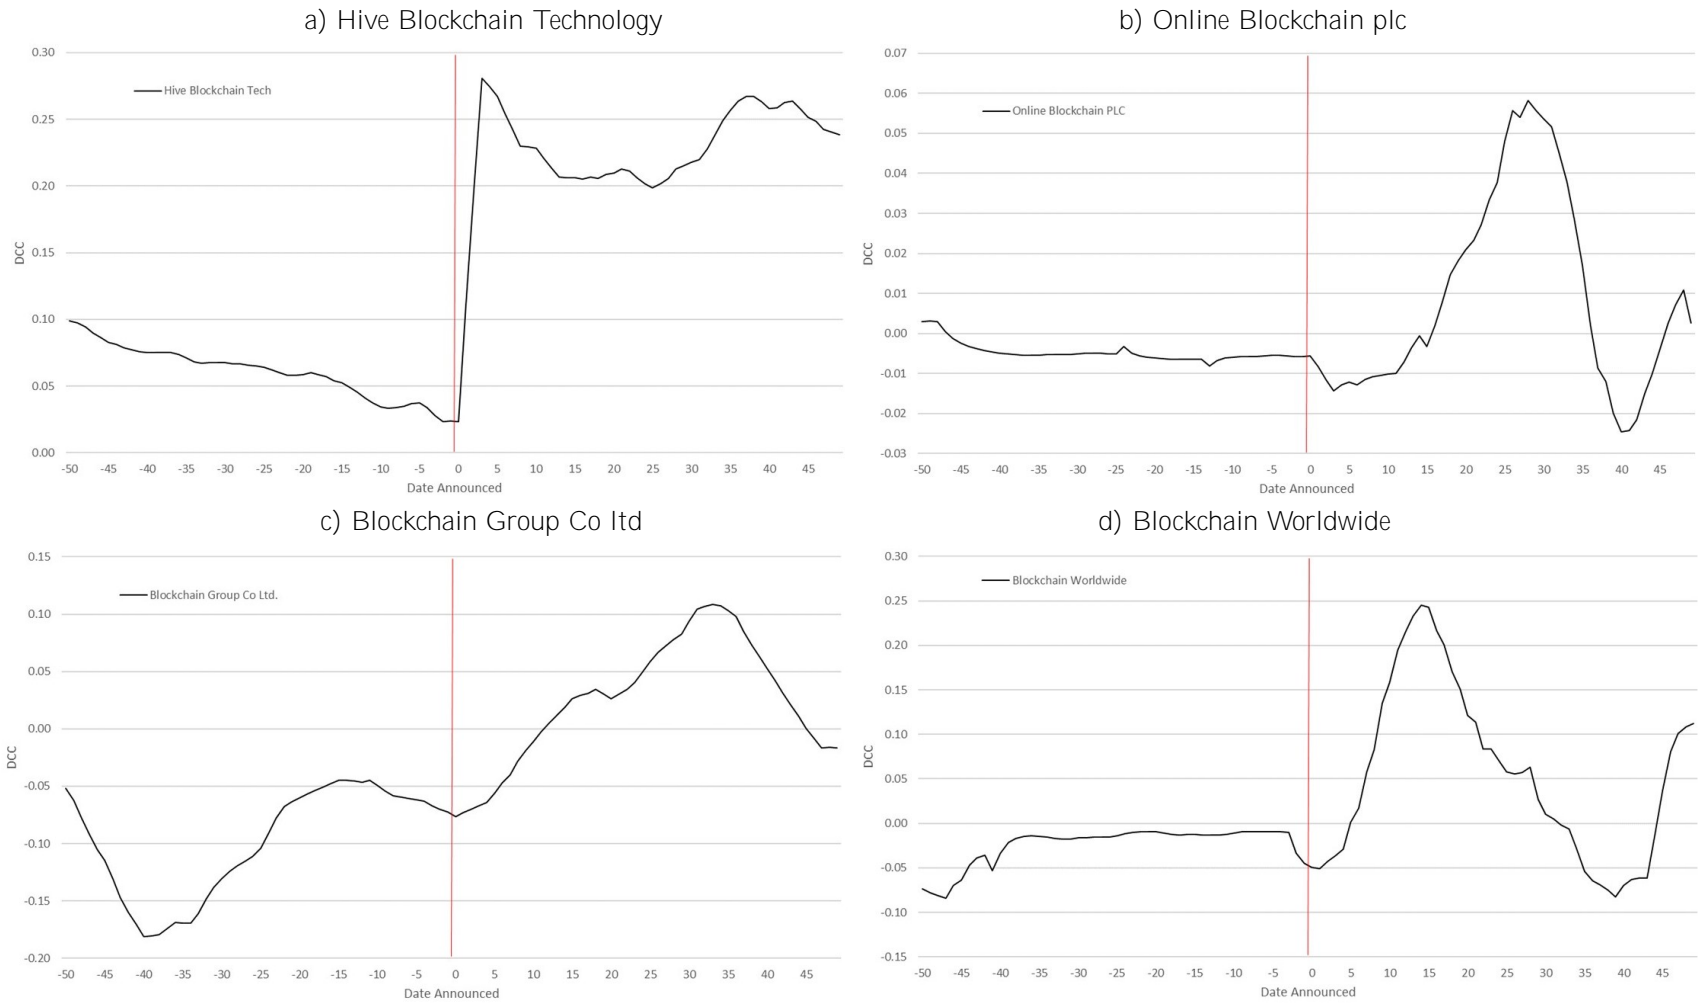 a) Hive Blockchain Technology
0.30
0.25
0.20
0.15
0.10
0.05
0.00
DCC
Hive Blockchain Tech
-50 -45 -40 -35 -30 -25 -20 -15 -10 -5 0 5 10 15 20 25 30 35 40 45
Date Announced
b) Online Blockchain plc
0.07
0.06
0.05
0.04
0.03
0.02
0.01
0.00
-0.01
-0.02
-0.03
DCC
Online Blockchain PLC
-50 -45 -40 -35 -30 -25 -20 -15 -10 -5 0 5 10 15 20 25 30 35 40 45
Date Announced
c) Blockchain Group Co ltd
0.15
0.10
0.05
0.00
-0.05
-0.10
-0.15
-0.20
DCC
Blockchain Group Co Ltd.
-50 -45 -40 -35 -30 -25 -20 -15 -10 -5 0 5 10 15 20 25 30 35 40 45
Date Announced
d) Blockchain Worldwide
0.30
0.25
0.20
0.15
0.10
0.05
0.00
-0.05
-0.10
-0.15
DCC
Blockchain Worldwide
-50 -45 -40 -35 -30 -25 -20 -15 -10 -5 0 5 10 15 20 25 30 35 40 45
Date Announced